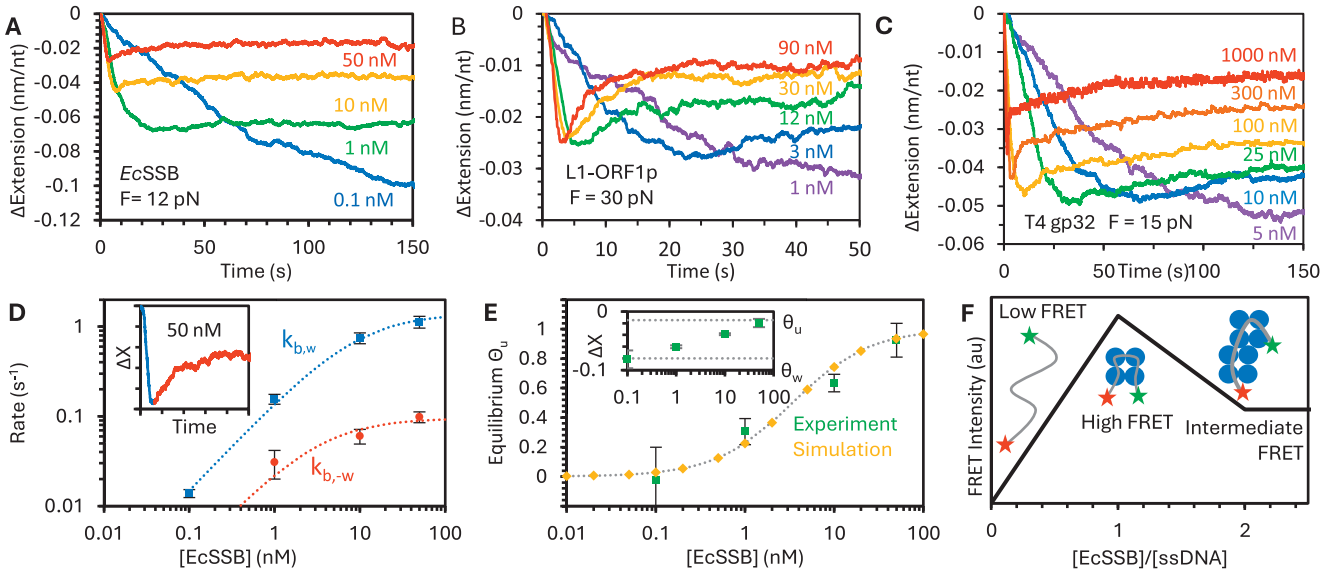 A
ΔExtension (nm/nt)
0
-0.02
-0.04
-0.06
-0.08
-0.1
-0.12
50 nM
10 nM
1 nM
0.1 nM
EcSSB
F= 12 pN
0
50
100
150
Time (s)
B
ΔExtension (nm/nt)
0
-0.01
-0.02
-0.03
-0.04
90 nM
30 nM
12 nM
3 nM
1 nM
L1-ORF1p
F = 30 pN
0
10
20
30
40
50
Time (s)
C
ΔExtension (nm/nt)
0
-0.01
-0.02
-0.03
-0.04
-0.05
-0.06
1000 nM
300 nM
100 nM
25 nM
10 nM
5 nM
T4 gp32 F = 15 pN
0
50
100
150
Time (s)
D
Rate (s⁻¹)
1
0.1
0.01
50 nM
ΔX
Time
kb,w
kb,-w
0.01
0.1
1
10
100
[EcSSB] (nM)
E
Equilibrium Θu
1
0.8
0.6
0.4
0.2
0
0
ΔX
-0.1
θu
θw
0.1
1
10
100
Experiment
Simulation
0.01
0.1
1
10
100
[EcSSB] (nM)
F
FRET Intensity (au)
Low FRET
High FRET
Intermediate
FRET
0
1
2
[EcSSB]/[ssDNA]